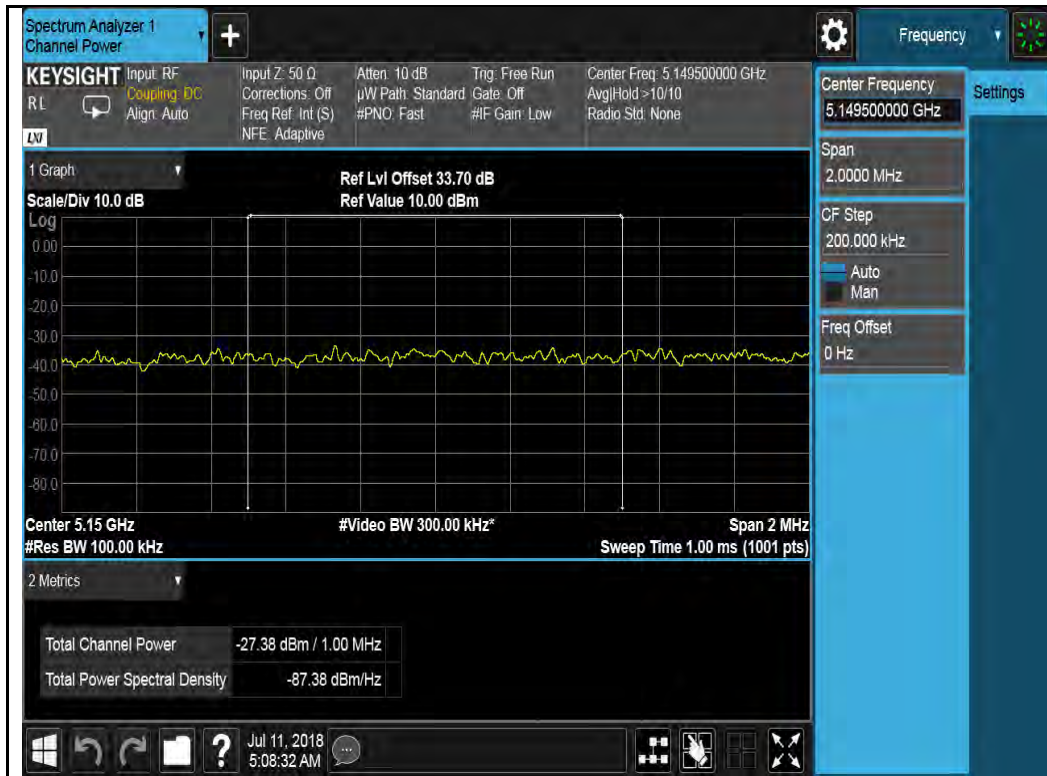 Spectrum Analyzer 1
Channel Power
+
Frequency
KEYSIGHT
RL
LXI
Input: RF
Coupling: DC
Align: Auto
Input Z: 50 Ω
Corrections: Off
Freq Ref: Int (S)
NFE: Adaptive
Atten: 10 dB
µW Path: Standard
#PNO: Fast
Trig: Free Run
Gate: Off
#IF Gain: Low
Center Freq: 5.149500000 GHz
Avg|Hold >10/10
Radio Std: None
Center Frequency
5.149500000 GHz
Settings
Span
2.0000 MHz
CF Step
200.000 kHz
Auto
Man
Freq Offset
0 Hz
1 Graph
Scale/Div 10.0 dB
Ref Lvl Offset 33.70 dB
Ref Value 10.00 dBm
Log
0.00
-10.0
-20.0
-30.0
-40.0
-50.0
-60.0
-70.0
-80.0
Center 5.15 GHz
#Video BW 300.00 kHz*
Span 2 MHz
#Res BW 100.00 kHz
Sweep Time 1.00 ms (1001 pts)
2 Metrics
Total Channel Power -27.38 dBm / 1.00 MHz
Total Power Spectral Density -87.38 dBm/Hz
?
Jul 11, 2018
5:08:32 AM